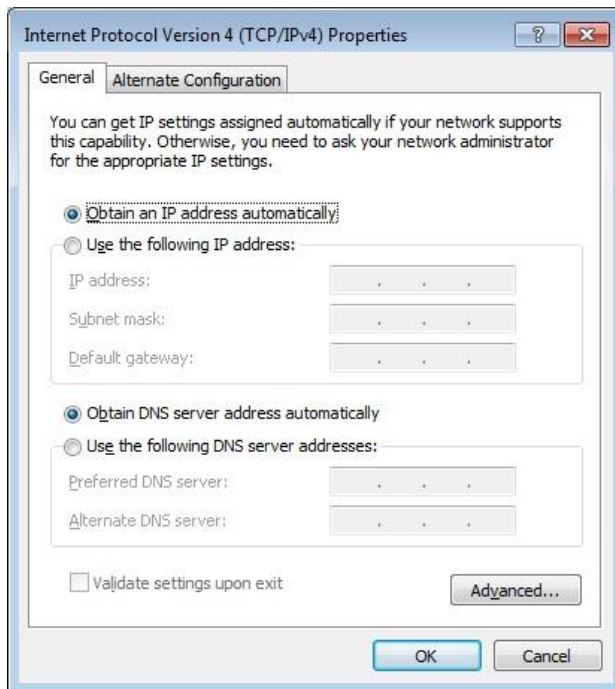 Internet Protocol Version 4 (TCP/IPv4) Properties
General
Alternate Configuration
You can get IP settings assigned automatically if your network supports
this capability. Otherwise, you need to ask your network administrator
for the appropriate IP settings.
Obtain an IP address automatically
Use the following IP address:
IP address:
Subnet mask:
Default gateway:
Obtain DNS server address automatically
Use the following DNS server addresses:
Preferred DNS server:
Alternate DNS server:
Validate settings upon exit
Advanced...
OK
Cancel